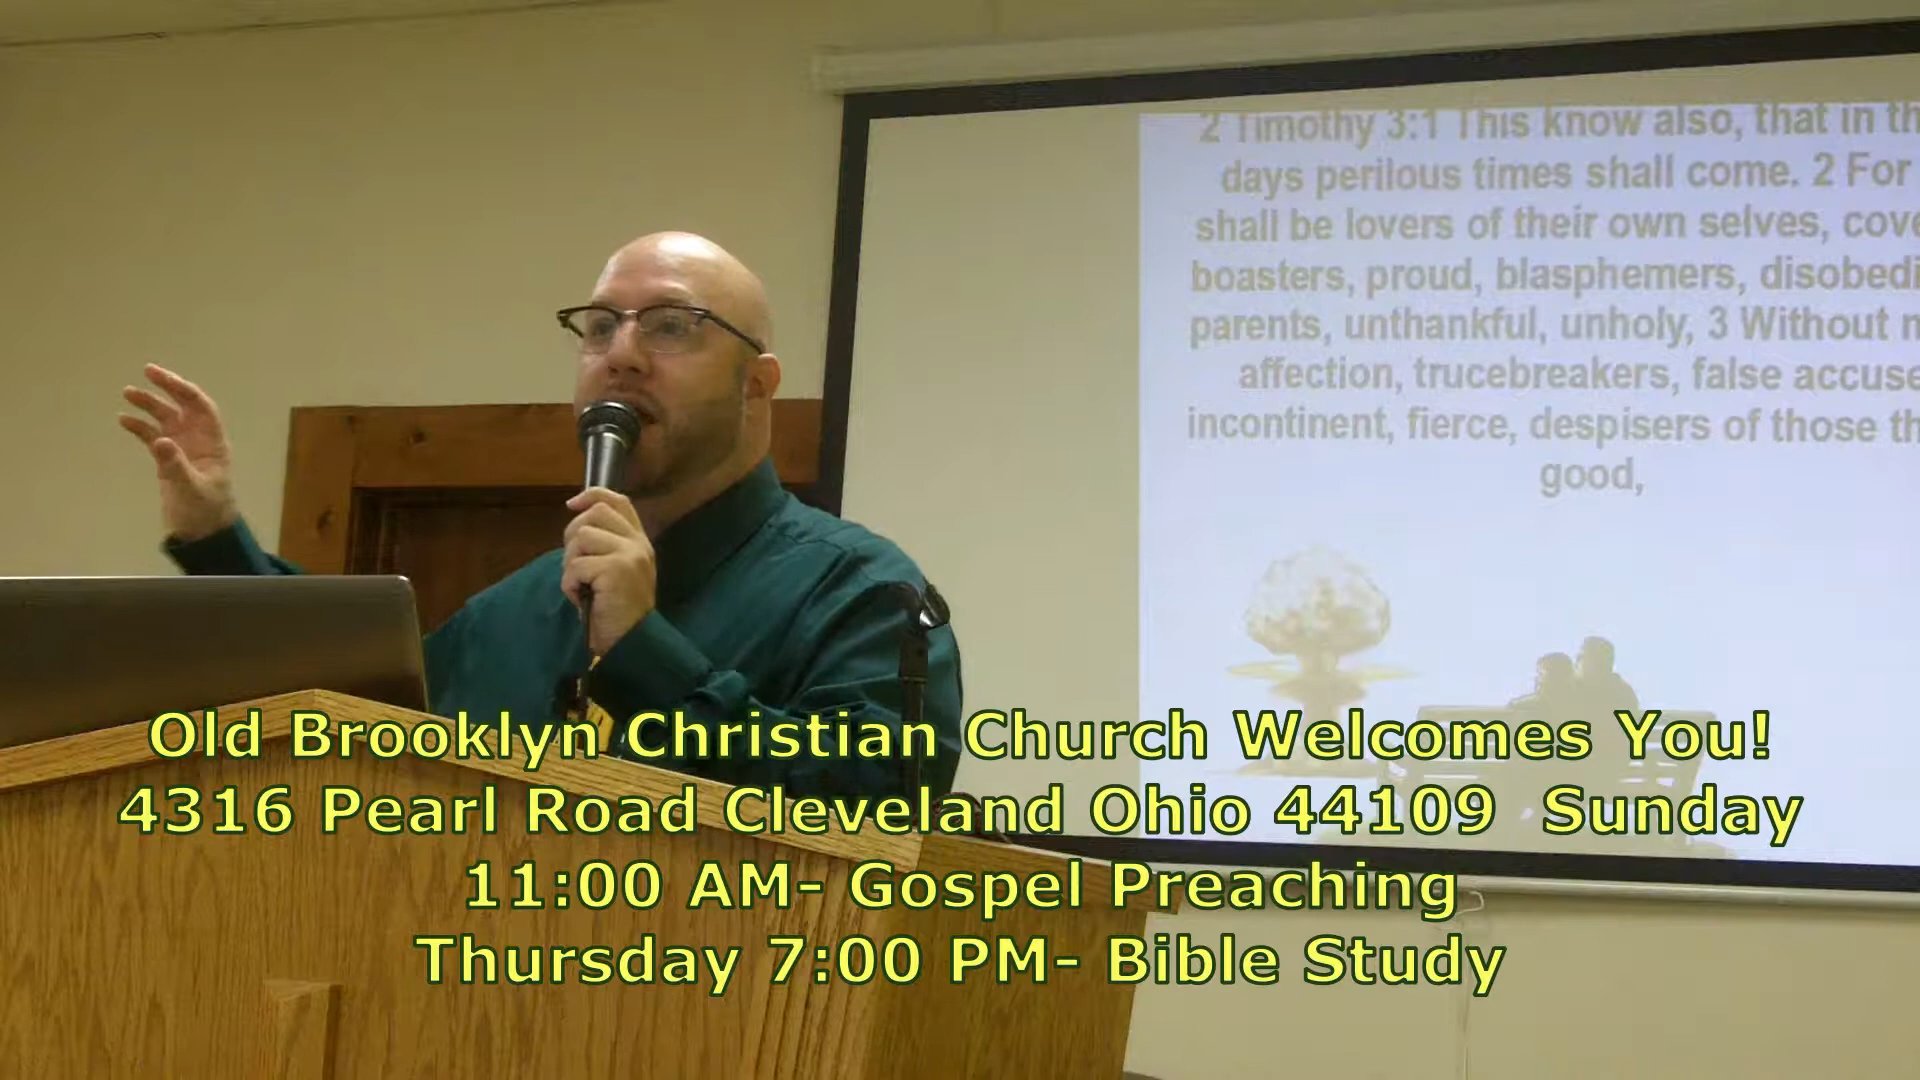 2 Timothy 3:1 This know also, that in th
days perilous times shall come. 2 For
shall be lovers of their own selves, cove
boasters, proud, blasphemers, disobedi
parents, unthankful, unholy, 3 Without
affection, trucebreakers, false accuse
incontinent, fierce, despisers of those th
good,
Old Brooklyn Christian Church Welcomes You!
4316 Pearl Road Cleveland Ohio 44109 Sunday
11:00 AM- Gospel Preaching
Thursday 7:00 PM- Bible Study